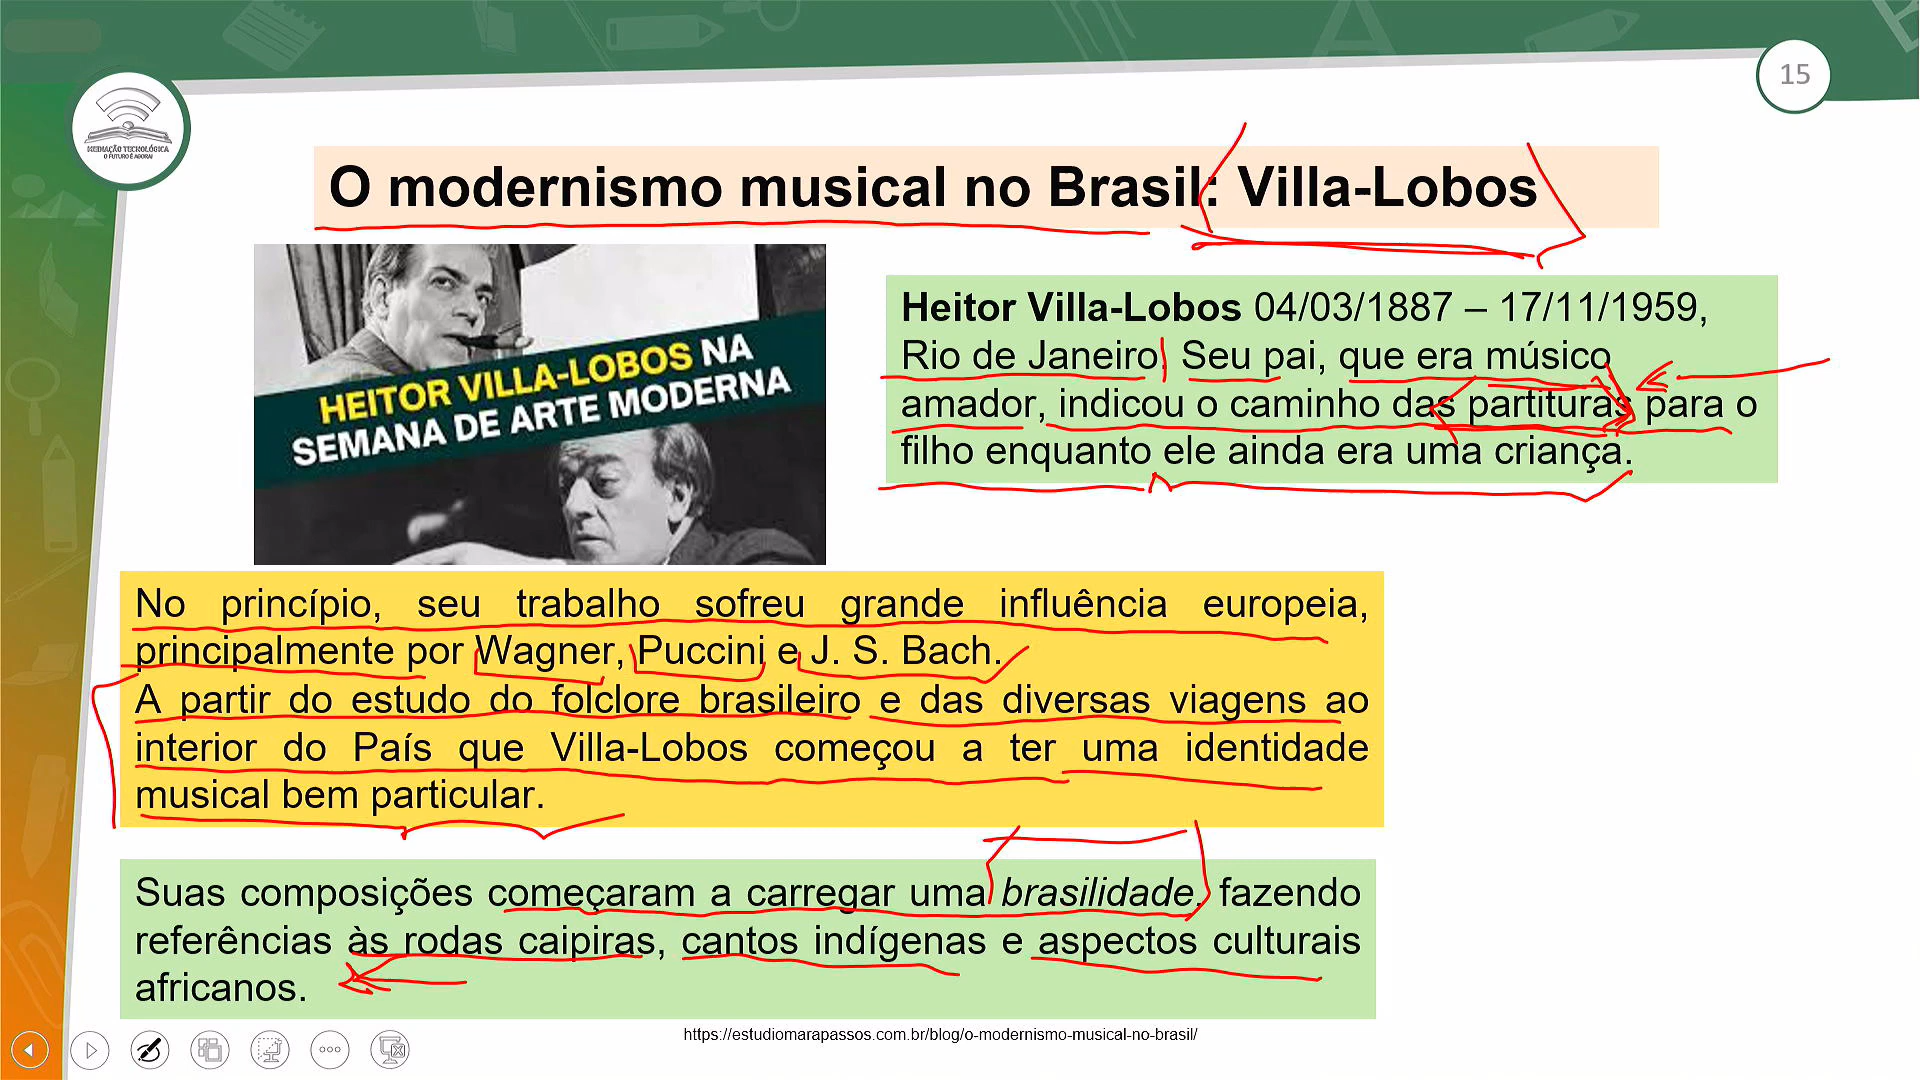 15
MEDIAÇÃO TECNOLÓGICA
O FUTURO É AGORA!
O modernismo musical no Brasil: Villa-Lobos
HEITOR VILLA-LOBOS NA
SEMANA DE ARTE MODERNA
Heitor Villa-Lobos 04/03/1887 – 17/11/1959,
Rio de Janeiro. Seu pai, que era músico
amador, indicou o caminho das partituras para o
filho enquanto ele ainda era uma criança.
No princípio, seu trabalho sofreu grande influência europeia,
principalmente por Wagner, Puccini e J. S. Bach.
A partir do estudo do folclore brasileiro e das diversas viagens ao
interior do País que Villa-Lobos começou a ter uma identidade
musical bem particular.
Suas composições começaram a carregar uma brasilidade, fazendo
referências às rodas caipiras, cantos indígenas e aspectos culturais
africanos.
https://estudiomarapassos.com.br/blog/o-modernismo-musical-no-brasil/